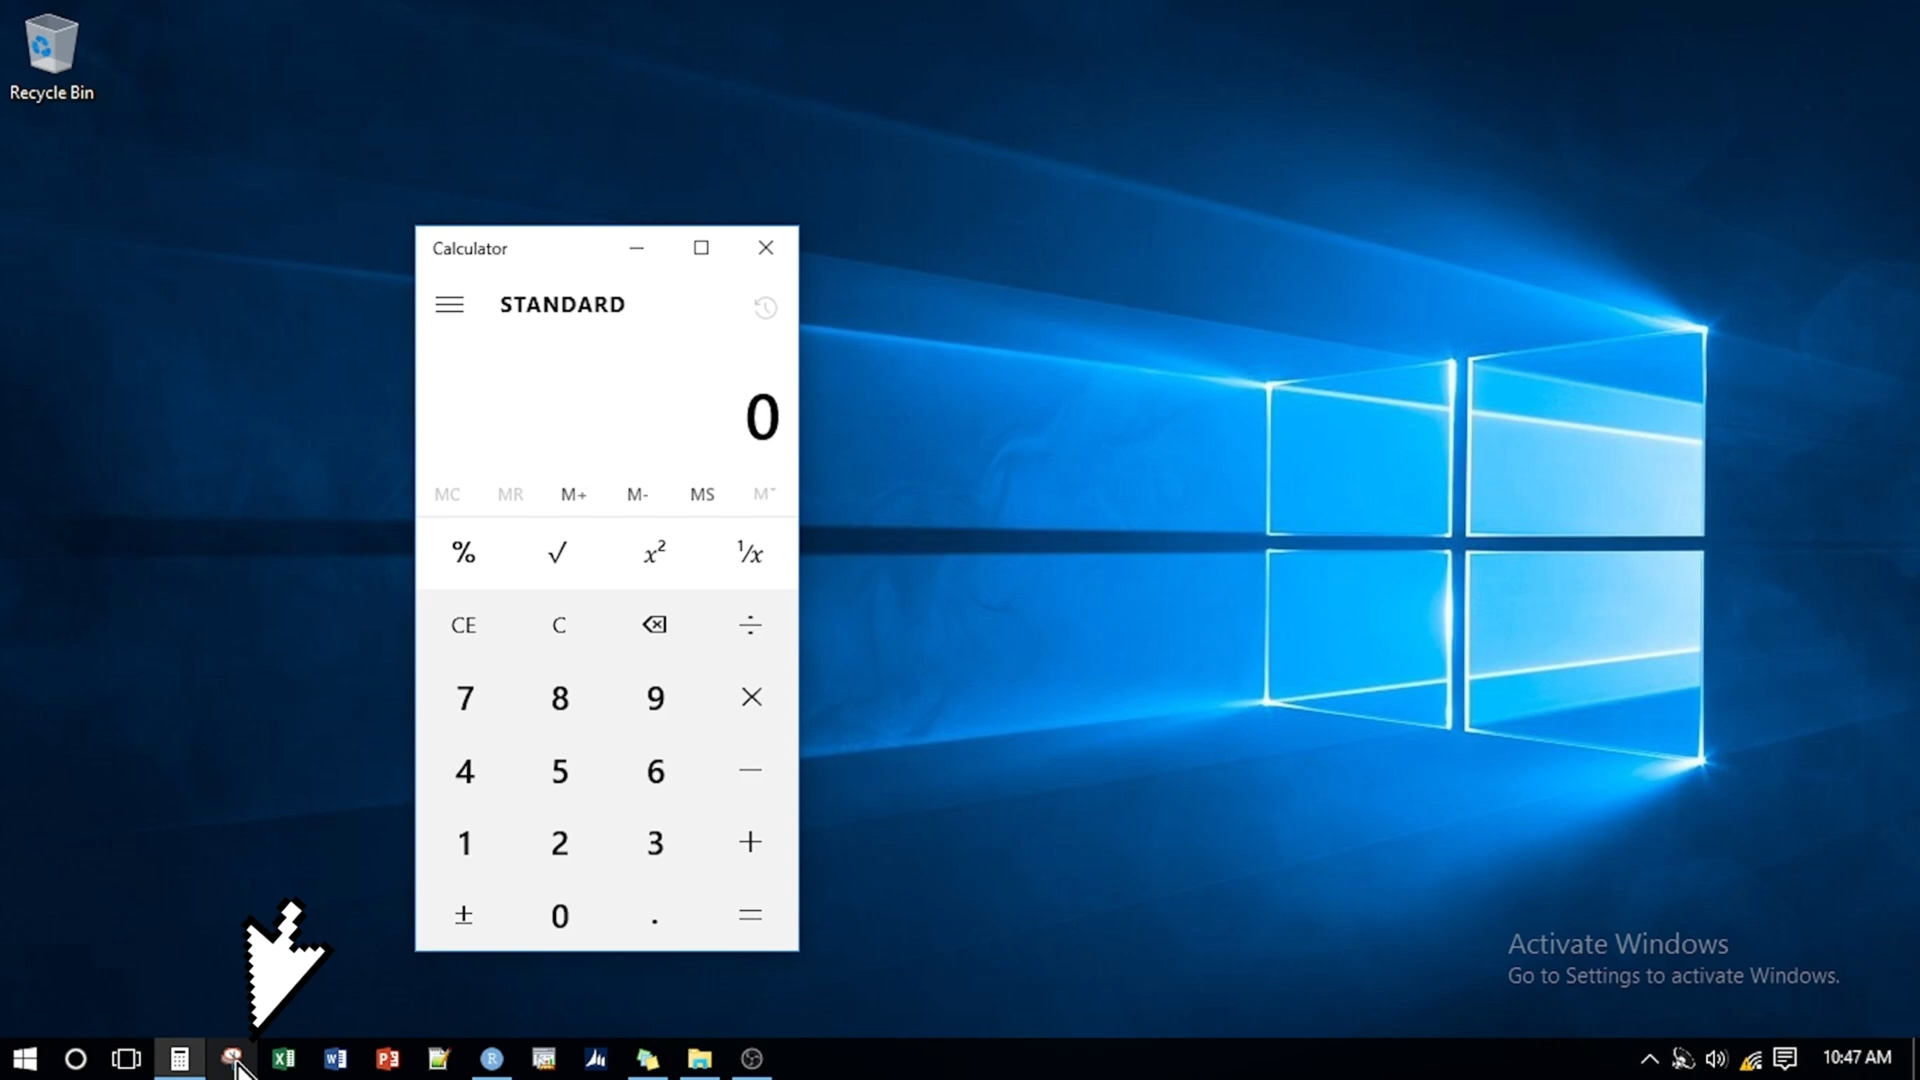 Recycle Bin
Calculator
STANDARD
0
MC MR M+ M- MS M˅
% √ x² ¹/x
CE C ÷
7 8 9 ×
4 5 6 −
1 2 3 +
± 0 . =
Activate Windows
Go to Settings to activate Windows.
10:47 AM